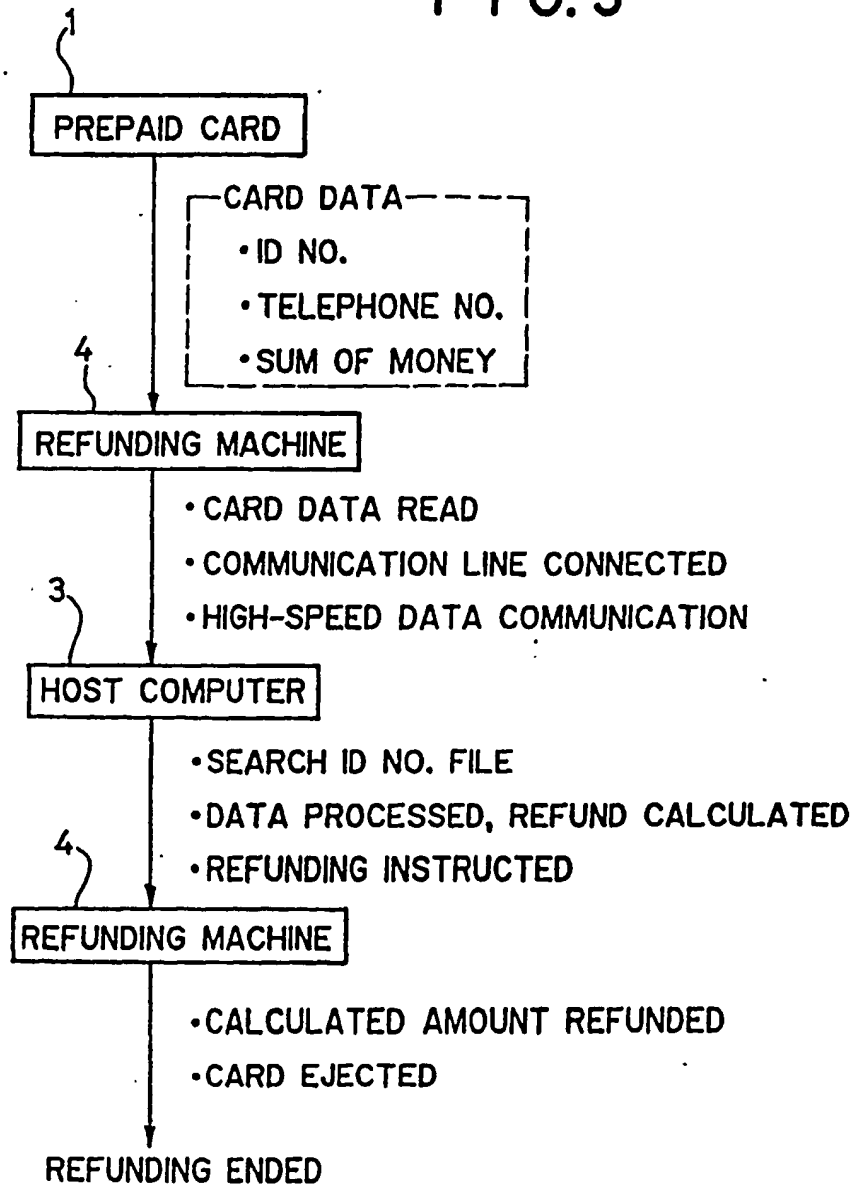 FIG.
1
PREPAID CARD
CARD DATA
•ID NO.
•TELEPHONE NO.
•SUM OF MONEY
4
REFUNDING MACHINE
•CARD DATA READ
•COMMUNICATION LINE CONNECTED
•HIGH-SPEED DATA COMMUNICATION
3
HOST COMPUTER
•SEARCH ID NO. FILE
•DATA PROCESSED, REFUND CALCULATED
•REFUNDING INSTRUCTED
4
REFUNDING MACHINE
•CALCULATED AMOUNT REFUNDED
•CARD EJECTED
REFUNDING ENDED